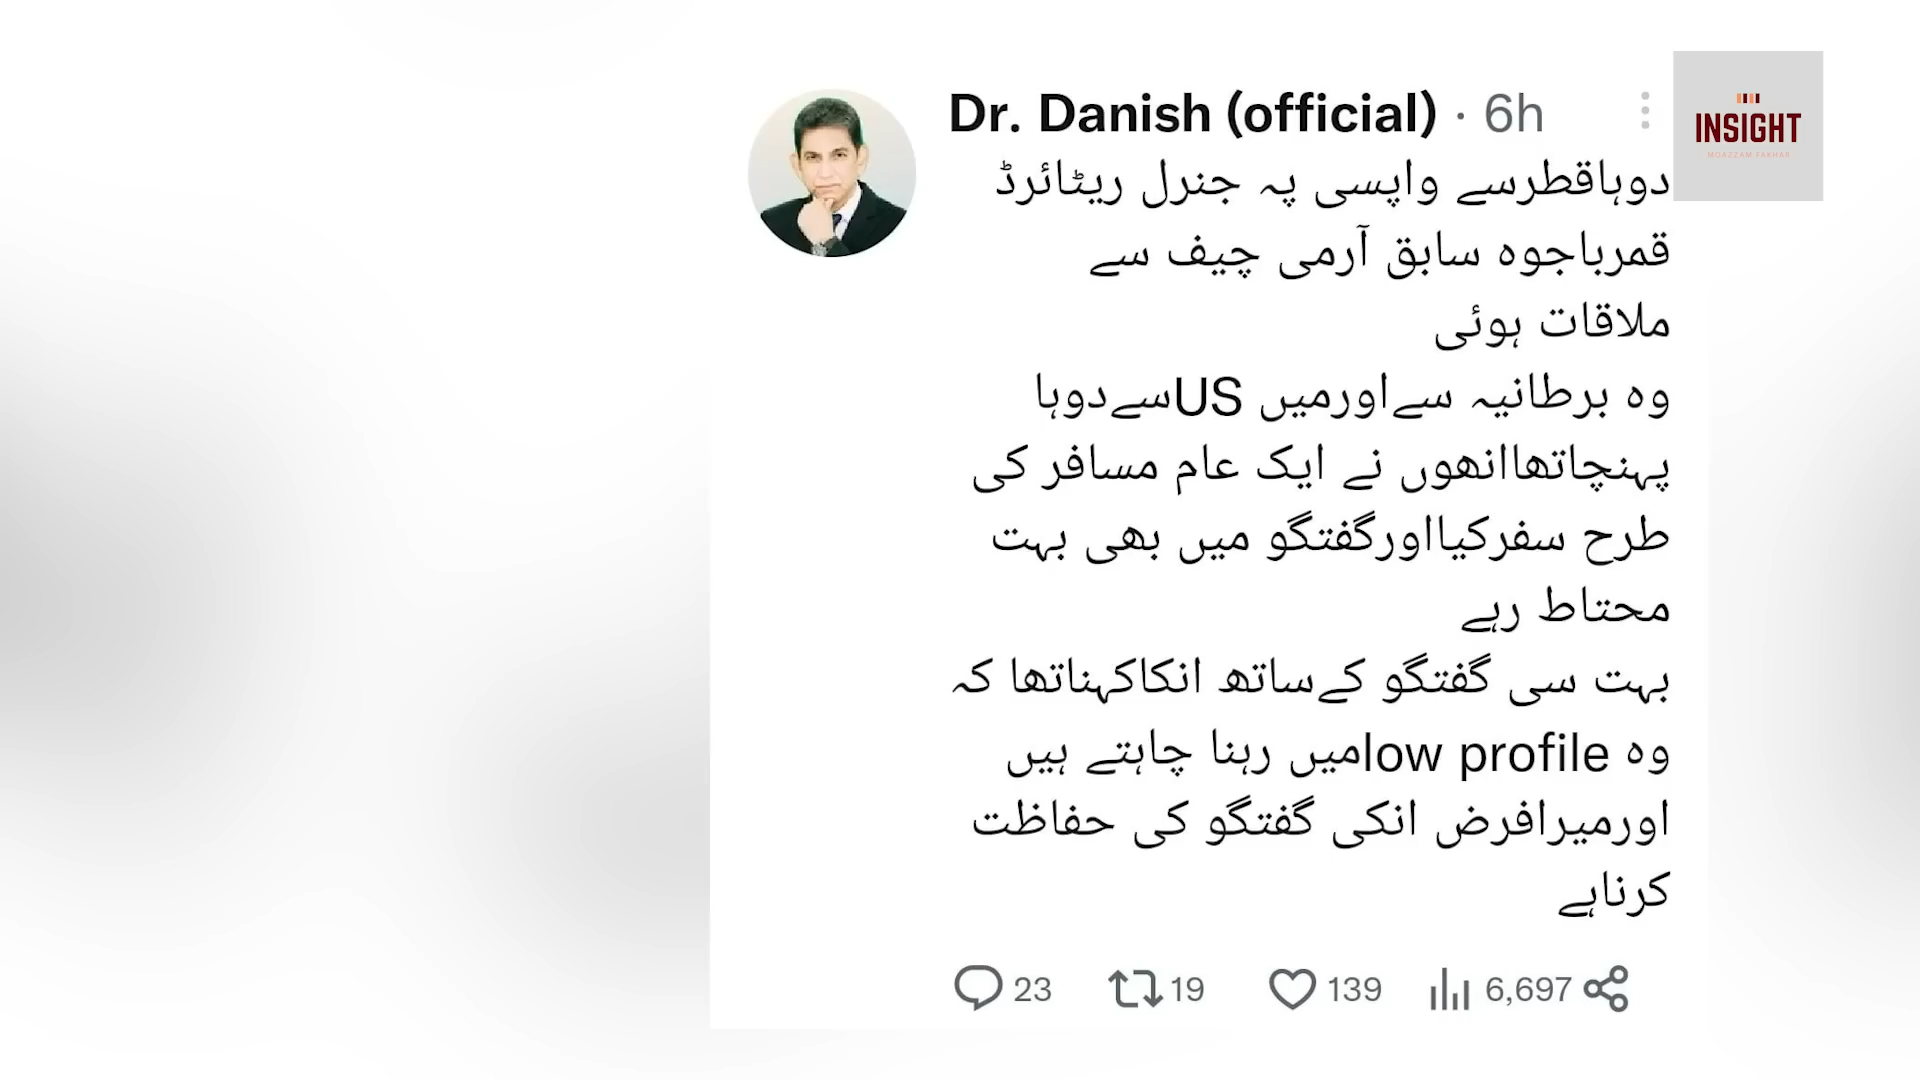 Dr. Danish (official) · 6h
INSIGHT
MOAZZAM FAKHAR
دوہاقطرسے واپسی پہ جنرل ریٹائرڈ
قمرباجوہ سابق آرمی چیف سے
ملاقات ہوئی
وہ برطانیہ سےاورمیں USسےدوہا
پہنچاتھاانھوں نے ایک عام مسافر کی
طرح سفرکیااورگفتگو میں بھی بہت
محتاط رہے
بہت سی گفتگو کےساتھ انکاکہناتھا کہ
وہ low profileمیں رہنا چاہتے ہیں
اورمیرافرض انکی گفتگو کی حفاظت
کرناہے
23 19 139 6,697